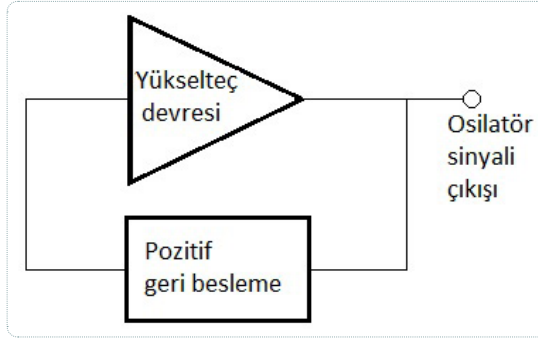 Yükselteç
devresi
Osilatör
sinyali
çıkışı
Pozitif
geri besleme